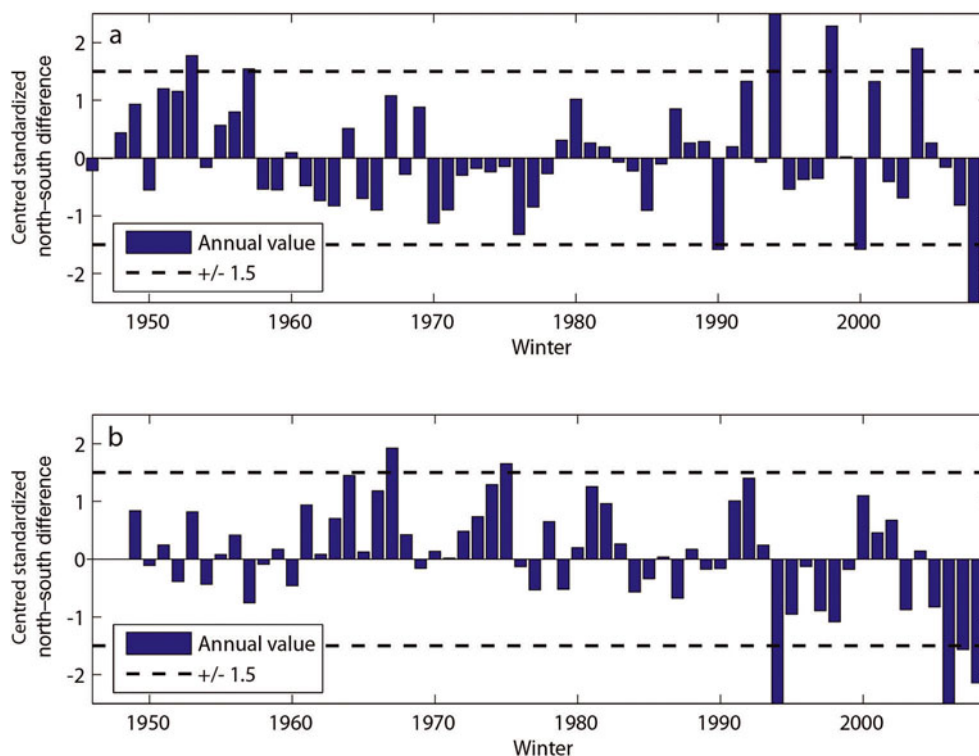 a
Centred standardized
north–south difference
2
1
0
-1
-2
Annual value
+/- 1.5
1950 1960 1970 1980 1990 2000
Winter
b
Centred standardized
north–south difference
2
1
0
-1
-2
Annual value
+/- 1.5
1950 1960 1970 1980 1990 2000
Winter